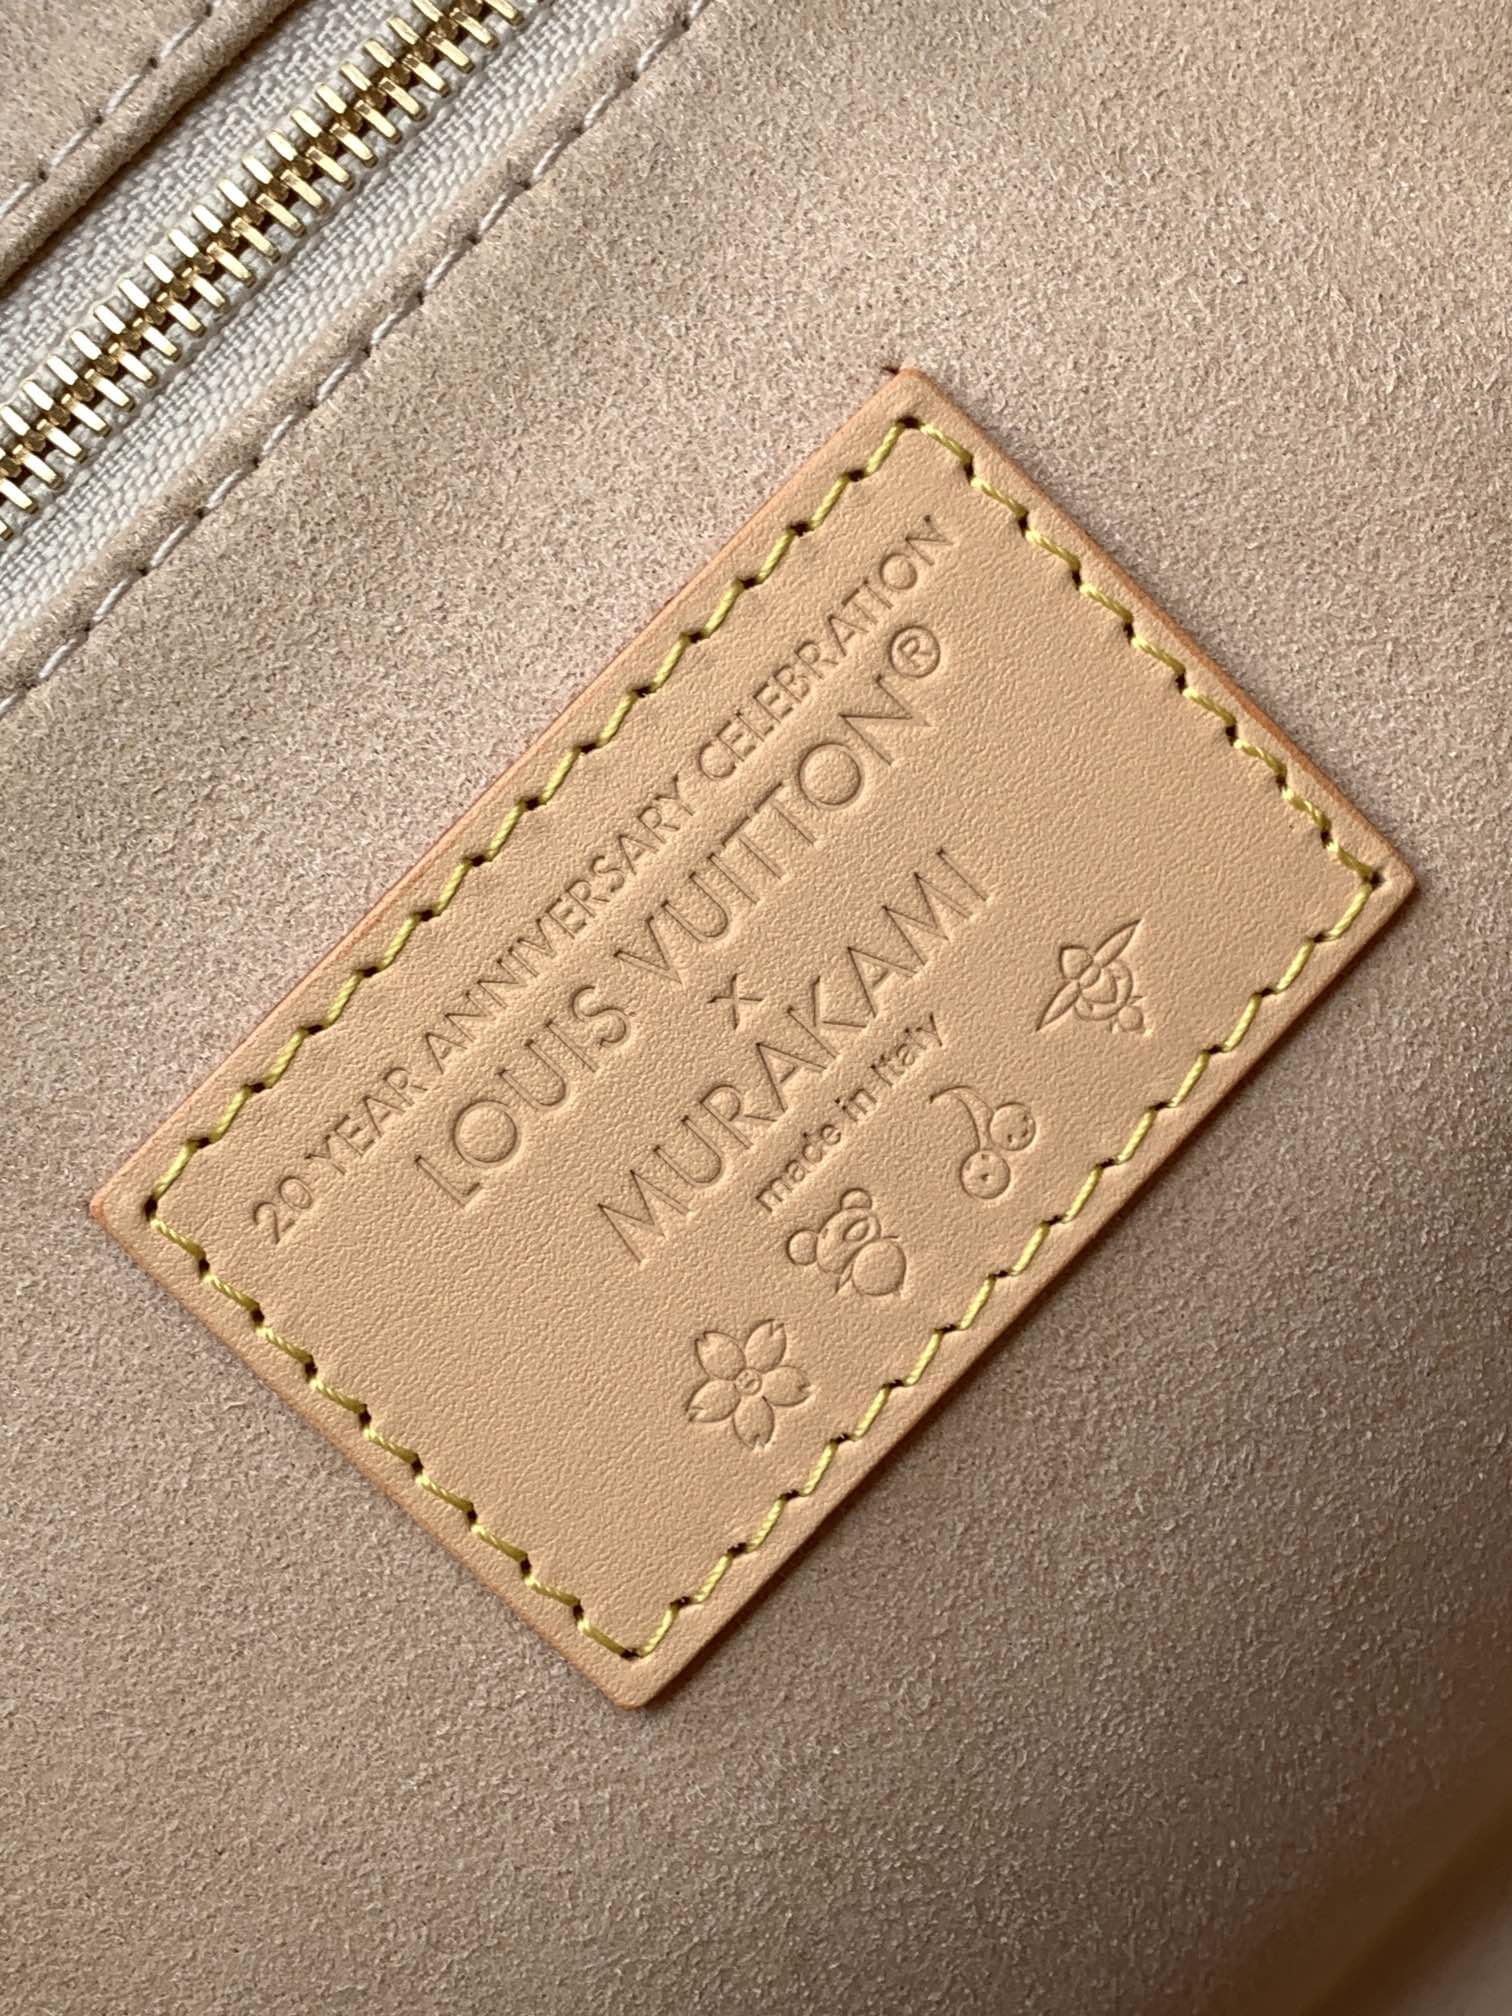 20 YEAR ANNIVERSARY CELEBRATION
LOUIS VUITTON®
X
MURAKAMI
made in Italy